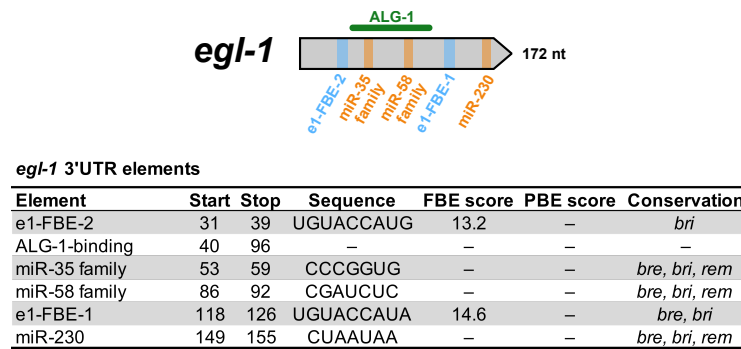 ALG-1
egl-1
172 nt
e1-FBE-2
miR-35 family
miR-58 family
e1-FBE-1
miR-230
egl-1 3'UTR elements
Element Start Stop Sequence FBE score PBE score Conservation
e1-FBE-2 31 39 UGUACCAUG 13.2 – bri
ALG-1-binding 40 96 – – – –
miR-35 family 53 59 CCCGGUG – – bre, bri, rem
miR-58 family 86 92 CGAUCUC – – bre, bri, rem
e1-FBE-1 118 126 UGUACCAUA 14.6 – bre, bri
miR-230 149 155 CUAAUAA – – bre, bri, rem